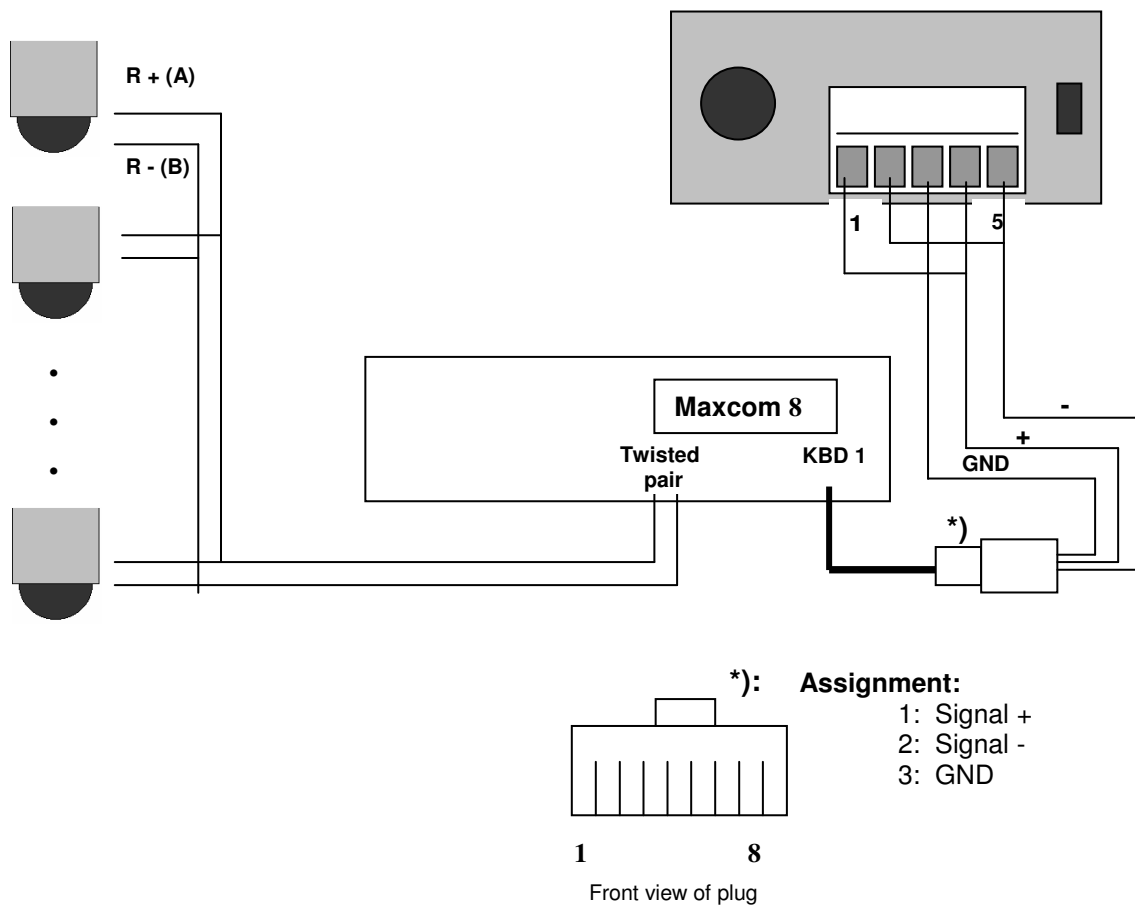 R + (A)
R - (B)
1
5
Maxcom 8
Twisted
pair
KBD 1
-
+
GND
*)
*): Assignment:
1: Signal +
2: Signal -
3: GND
1 8
Front view of plug